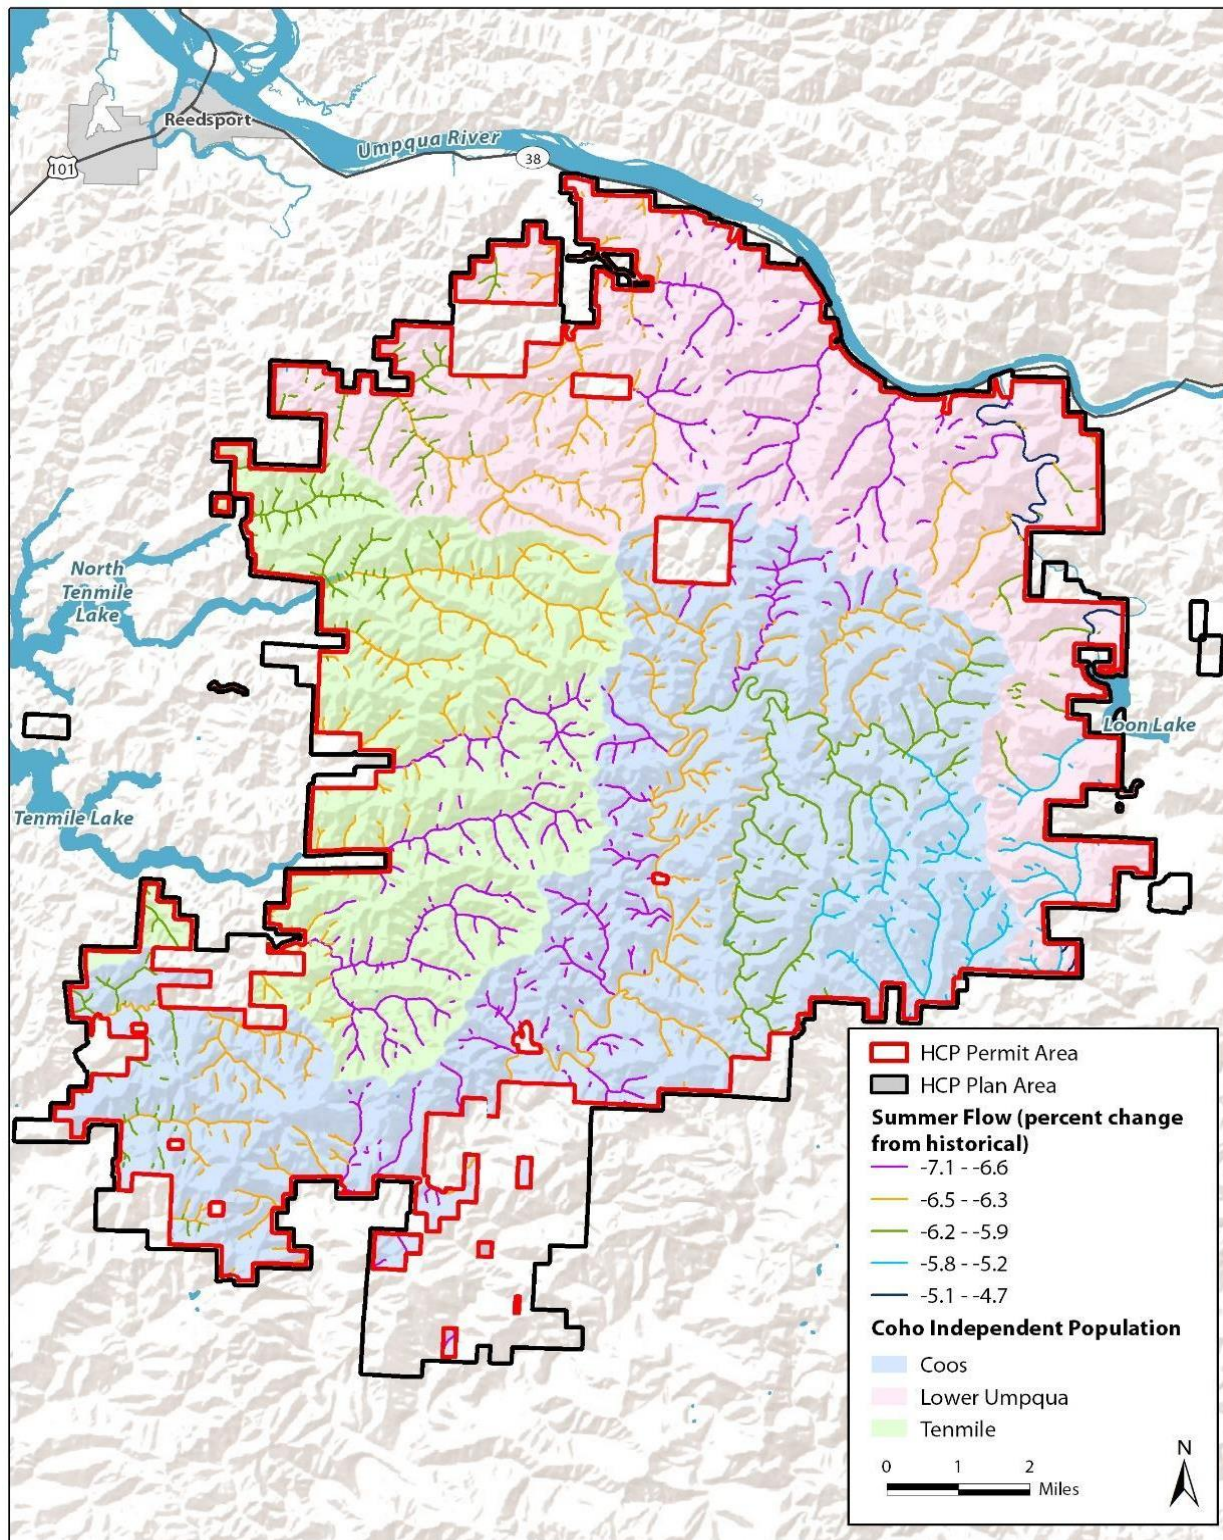 Reedsport
Umpqua River
101
38
North
Tenmile
Lake
Loon Lake
Tenmile Lake
HCP Permit Area
HCP Plan Area
Summer Flow (percent change
from historical)
-7.1 - -6.6
-6.5 - -6.3
-6.2 - -5.9
-5.8 - -5.2
-5.1 - -4.7
Coho Independent Population
Coos
Lower Umpqua
Tenmile
N
0 1 2
Miles